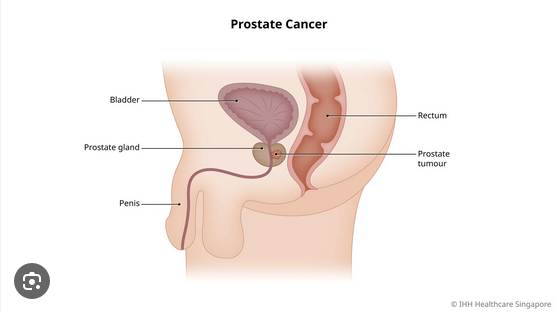 Prostate Cancer
Bladder
Rectum
Prostate gland
Prostate
tumour
Penis
© IHH Healthcare Singapore